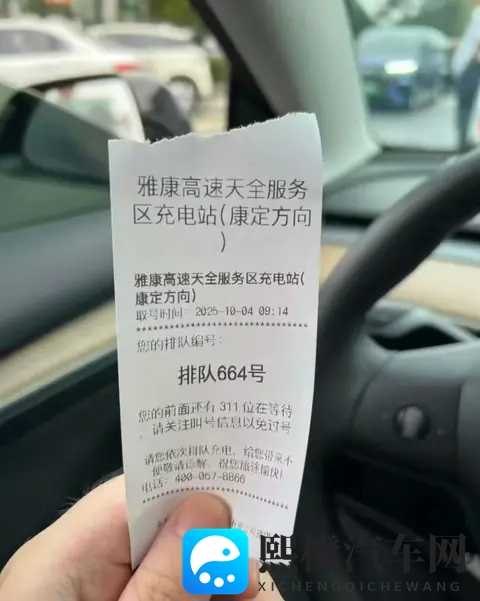 雅康高速天全服务
区充电站(康定方向
)
雅康高速天全服务区充电站(
康定方向)
取号时间: 2025-10-04 09:14
********************************
您的排队编号:
排队664号
您的前面还有 311 位在等待
，请关注叫号信息以免过号
请您依次排队充电，给您带来不
便敬请谅解，祝您旅途愉快!
电话: 400-067-8866
********************************
汽车网
XICHENGQICHEWANG